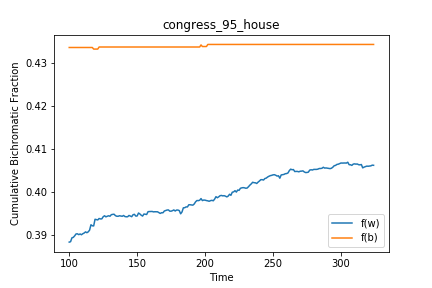 congress_95_house
Cumulative Bichromatic Fraction
0.43
0.42
0.41
0.40
0.39
100
150
200
250
300
Time
f(w)
f(b)